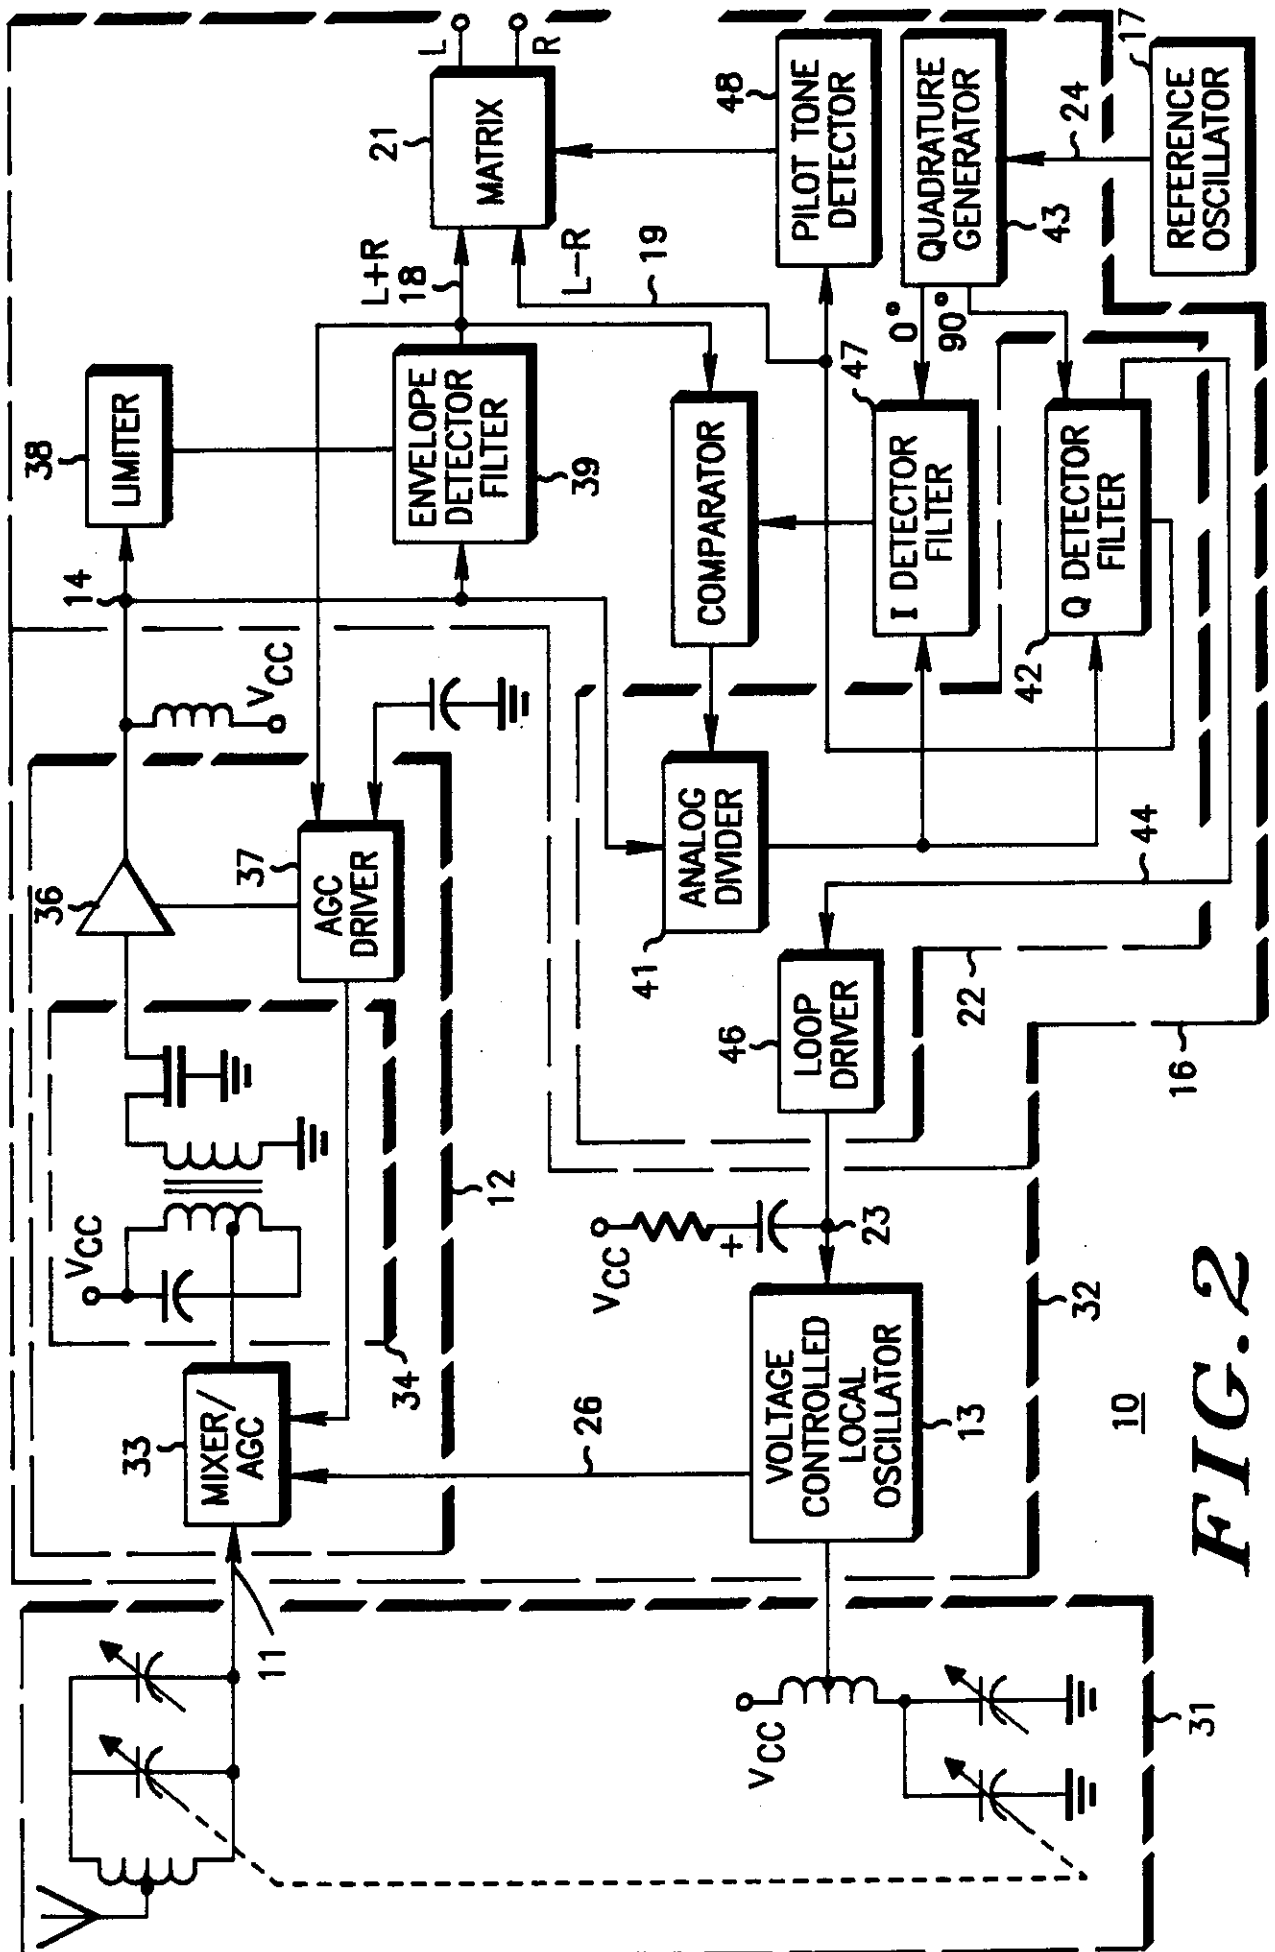 L
R
21
MATRIX
48
PILOT TONE
DETECTOR
QUADRATURE
GENERATOR
43
24
17
REFERENCE
OSCILLATOR
L+R
18
L−R
19
0°
90°
38
LIMITER
ENVELOPE
DETECTOR
FILTER
39
COMPARATOR
47
I DETECTOR
FILTER
Q DETECTOR
FILTER
42
14
VCC
36
37
AGC
DRIVER
ANALOG
DIVIDER
41
44
46
LOOP
DRIVER
22
16
VCC
12
34
33
MIXER/
AGC
VCC
+
23
26
VOLTAGE
CONTROLLED
LOCAL
OSCILLATOR
13
32
11
VCC
31
10
FIG. 2